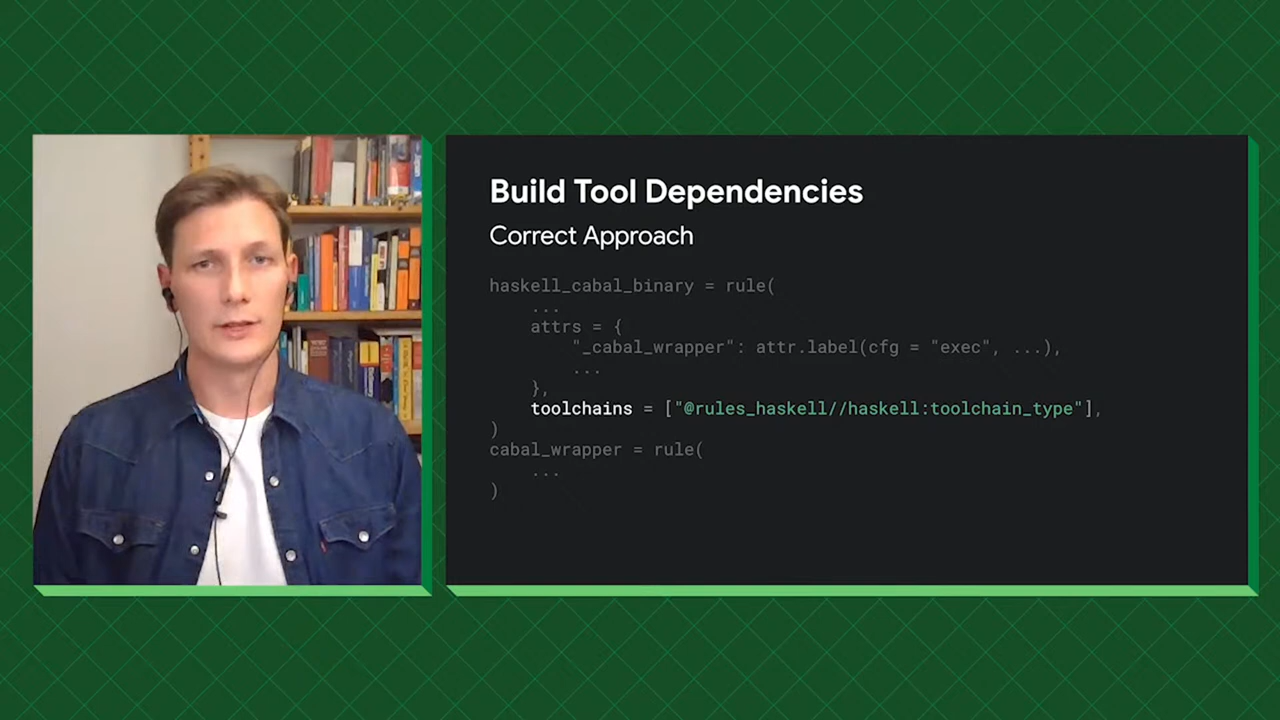 Build Tool Dependencies
Correct Approach
haskell_cabal_binary = rule(
    ...
    attrs = {
        "_cabal_wrapper": attr.label(cfg = "exec", ...),
        ...
    },
    toolchains = ["@rules_haskell//haskell:toolchain_type"],
)
cabal_wrapper = rule(
    ...
)